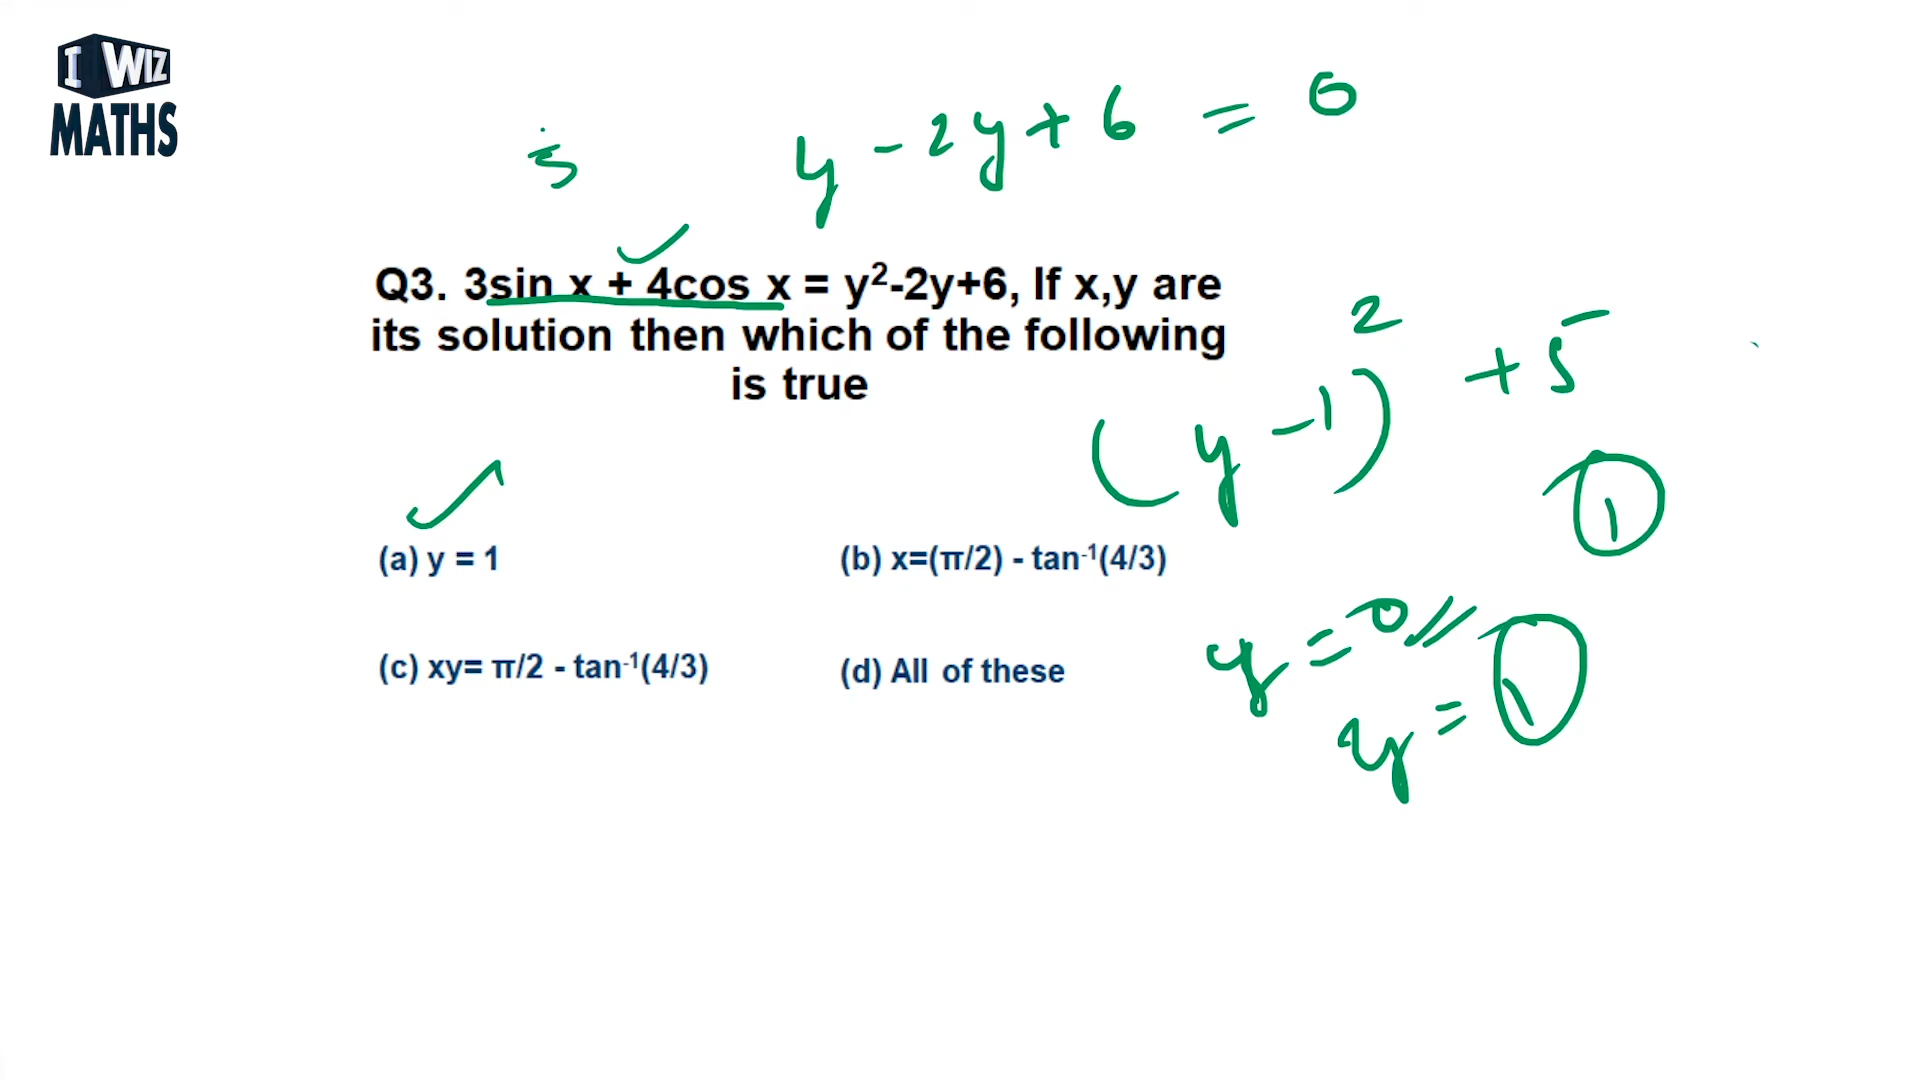 I WIZ
MATHS
y - 2y + 6 = 0
Q3. 3sin x + 4cos x = y²-2y+6, If x,y are
its solution then which of the following
is true
(y - 1)² + 5
1
(a) y = 1
(b) x=(π/2) - tan⁻¹(4/3)
(c) xy= π/2 - tan⁻¹(4/3)
(d) All of these
y = 0
y = 1